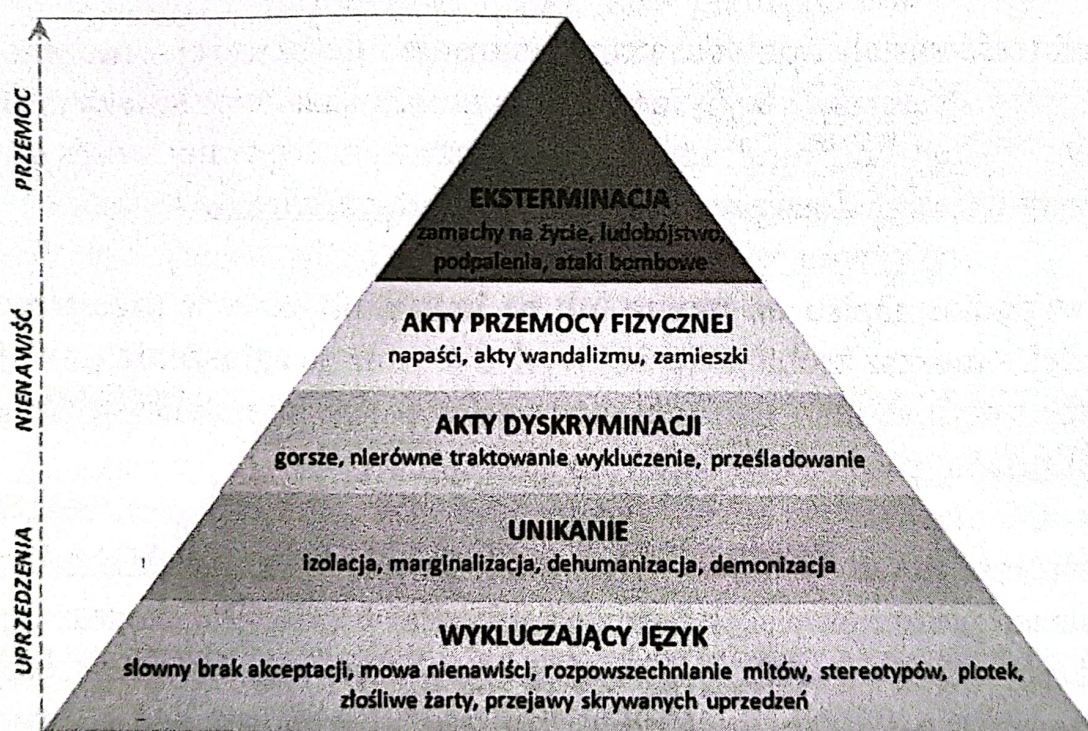 PRZEMOC
NIENAWIŚĆ
UPRZEDZENIA
EKSTERMINACJA
zamachy na życie, ludobójstwo,
podpalenia, ataki bombowe
AKTY PRZEMOCY FIZYCZNEJ
napaści, akty wandalizmu, zamieszki
AKTY DYSKRYMINACJI
gorsze, nierówne traktowanie, wykluczenie, prześladowanie
UNIKANIE
izolacja, marginalizacja, dehumanizacja, demonizacja
WYKLUCZAJĄCY JĘZYK
słowny brak akceptacji, mowa nienawiści, rozpowszechnianie mitów, stereotypów, plotek,
złośliwe żarty, przejawy skrywanych uprzedzeń